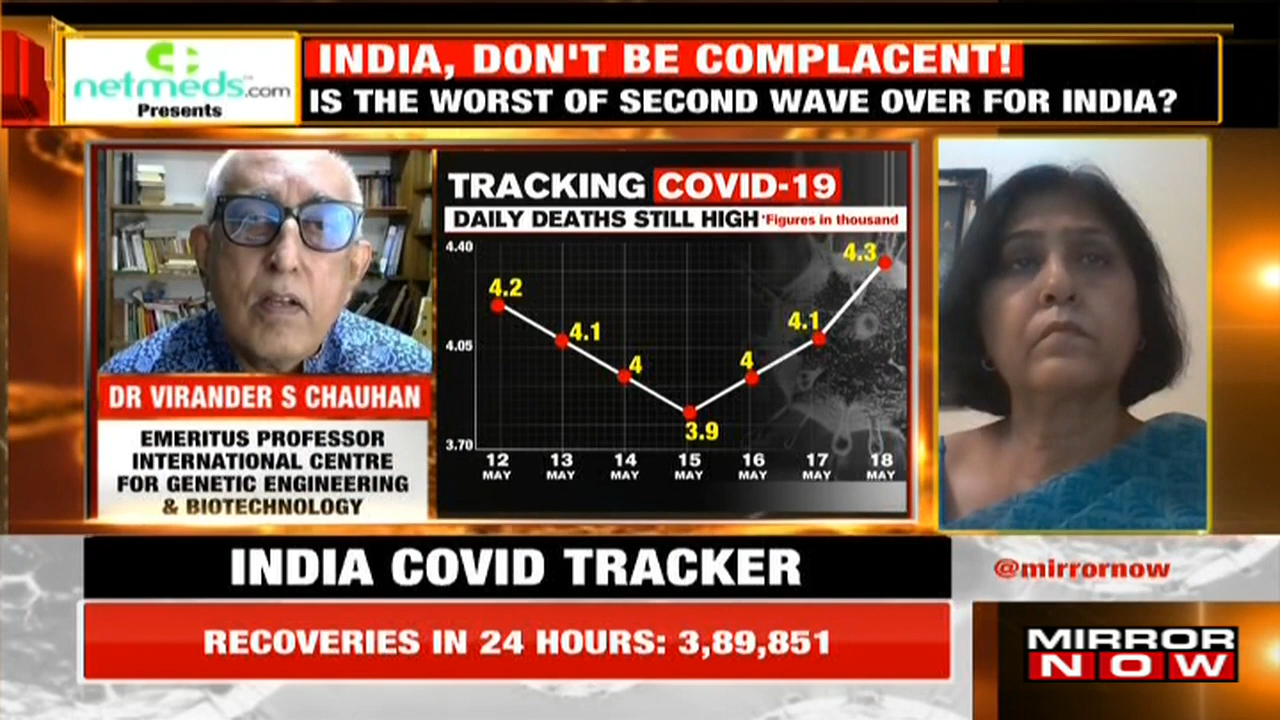 netmeds.com
Presents
INDIA, DON'T BE COMPLACENT!
IS THE WORST OF SECOND WAVE OVER FOR INDIA?
TRACKING COVID-19
DAILY DEATHS STILL HIGH *Figures in thousand
4.40
4.05
3.70
4.2
4.1
4
3.9
4
4.1
4.3
12 MAY
13 MAY
14 MAY
15 MAY
16 MAY
17 MAY
18 MAY
DR VIRANDER S CHAUHAN
EMERITUS PROFESSOR
INTERNATIONAL CENTRE
FOR GENETIC ENGINEERING
& BIOTECHNOLOGY
INDIA COVID TRACKER
RECOVERIES IN 24 HOURS: 3,89,851
@mirrornow
MIRROR
NOW